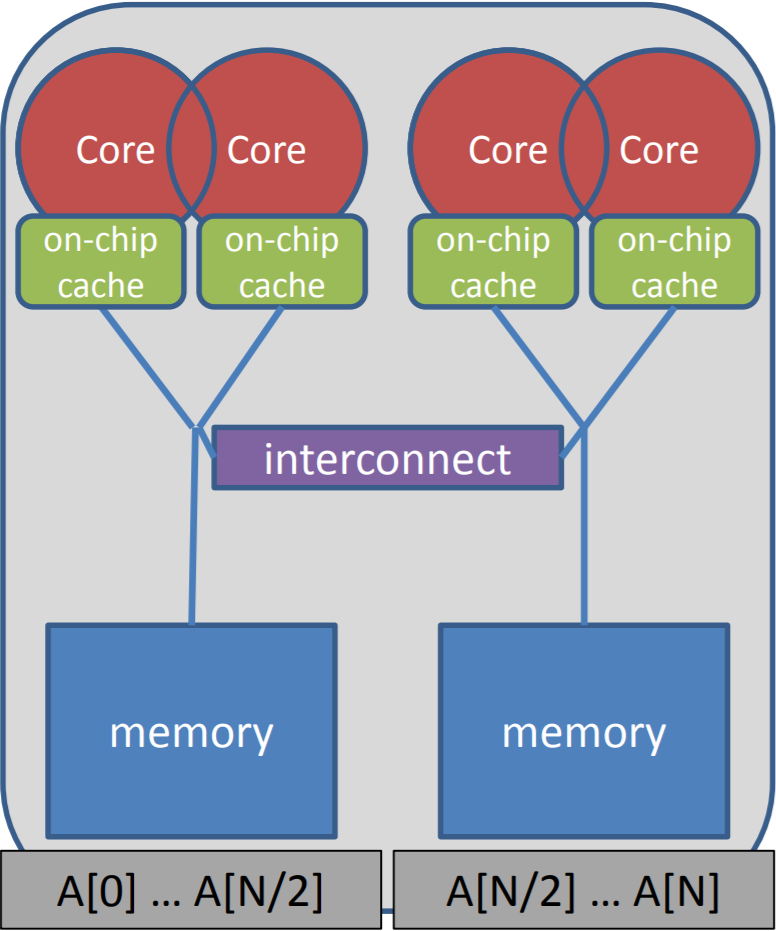 Core Core Core Core
on-chip on-chip on-chip on-chip
cache cache cache cache
interconnect
memory memory
A[0] ... A[N/2] A[N/2] ... A[N]